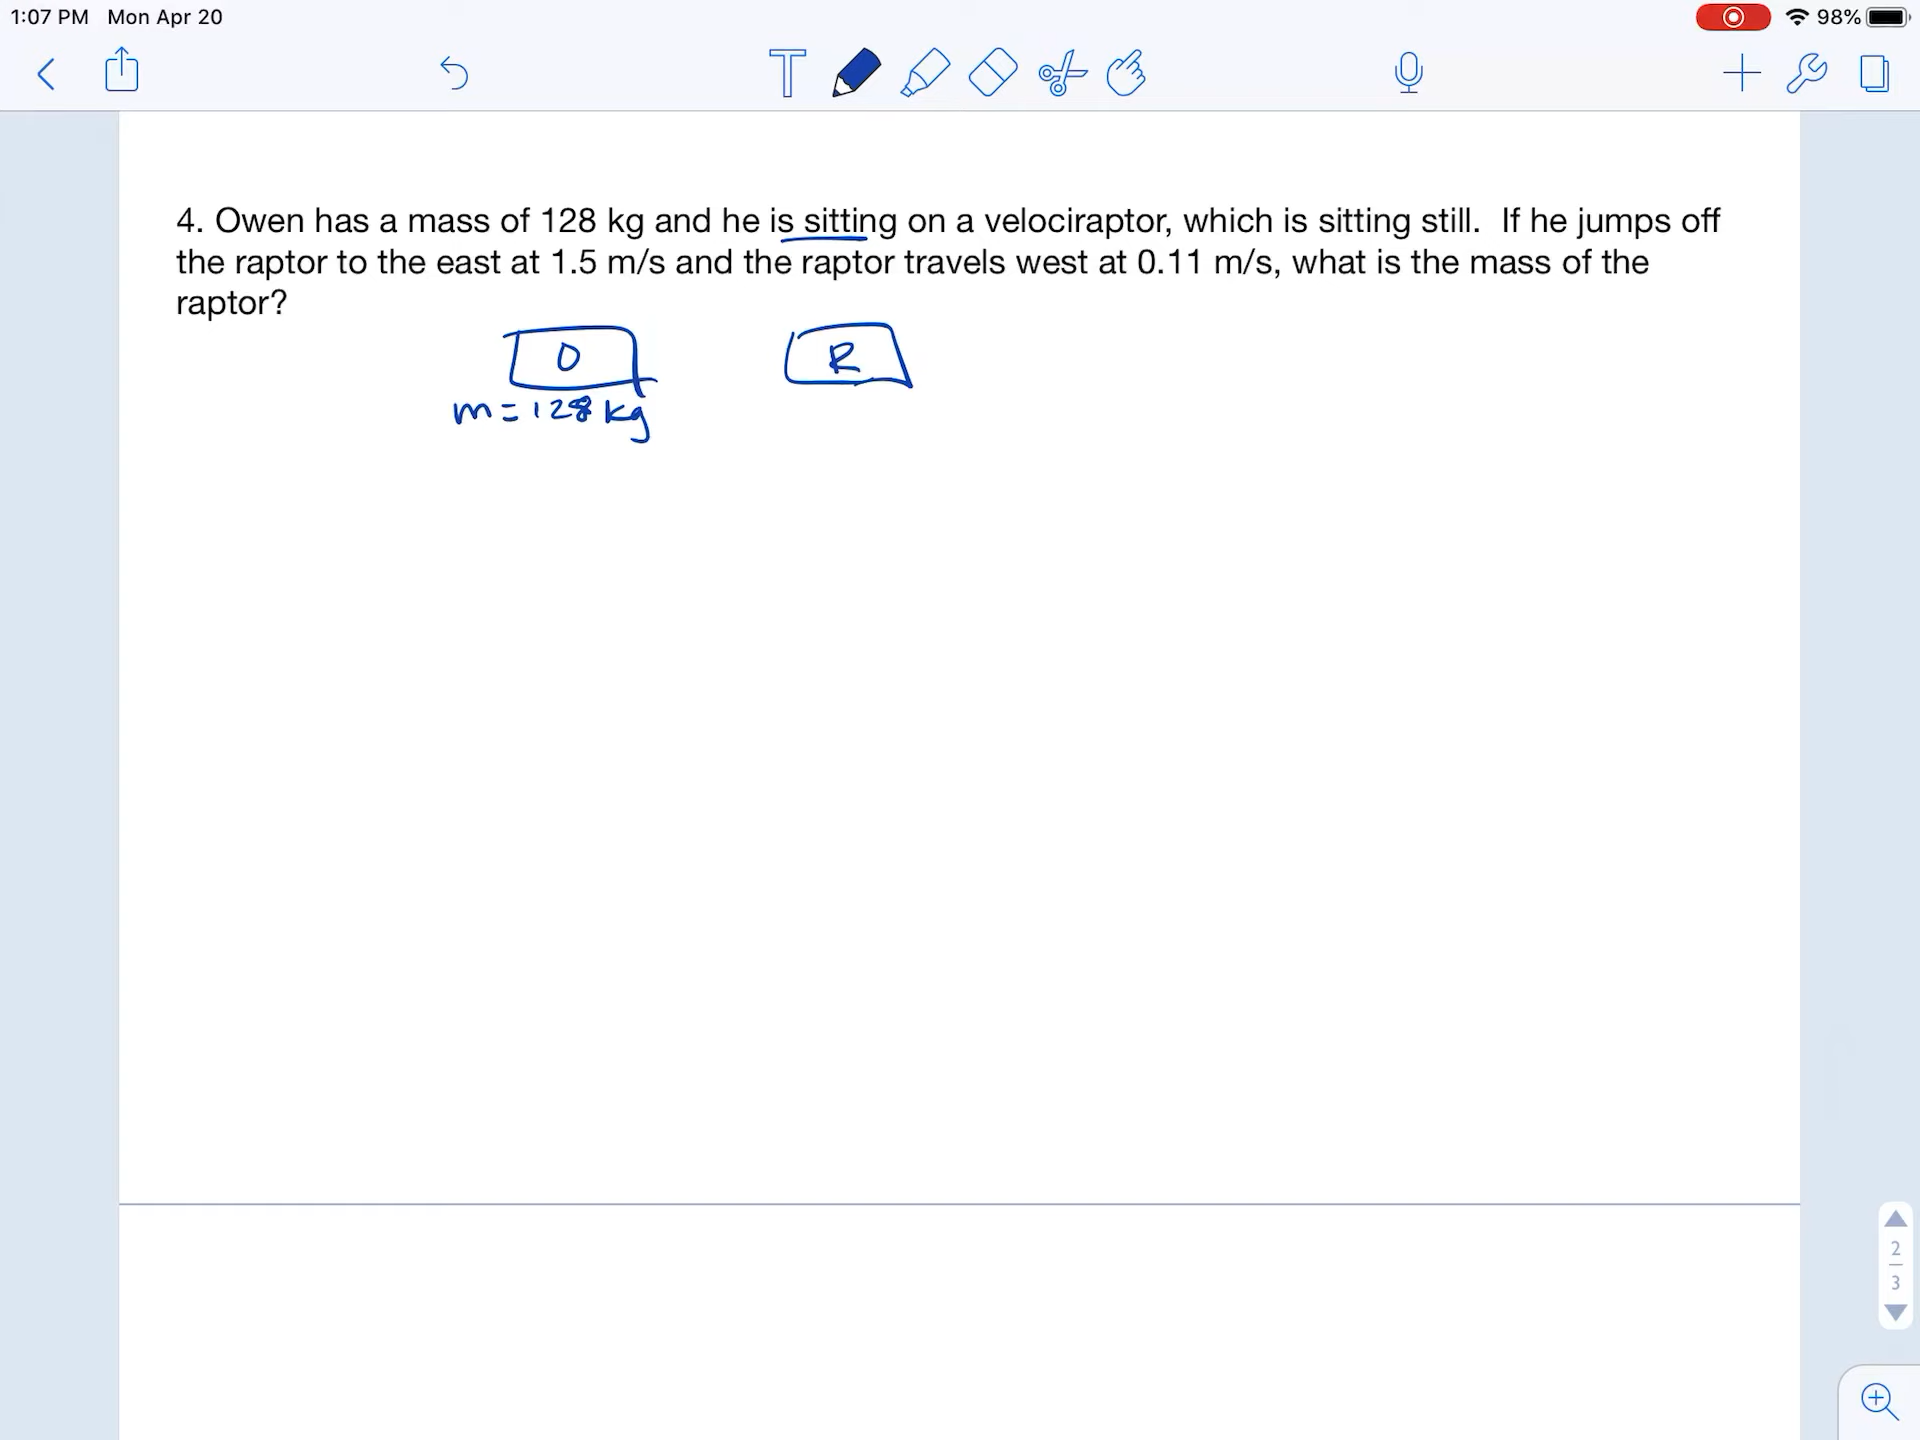 1:07 PM Mon Apr 20
98%
T
4. Owen has a mass of 128 kg and he is sitting on a velociraptor, which is sitting still. If he jumps off
the raptor to the east at 1.5 m/s and the raptor travels west at 0.11 m/s, what is the mass of the
raptor?
O R
m = 128 kg
2
3